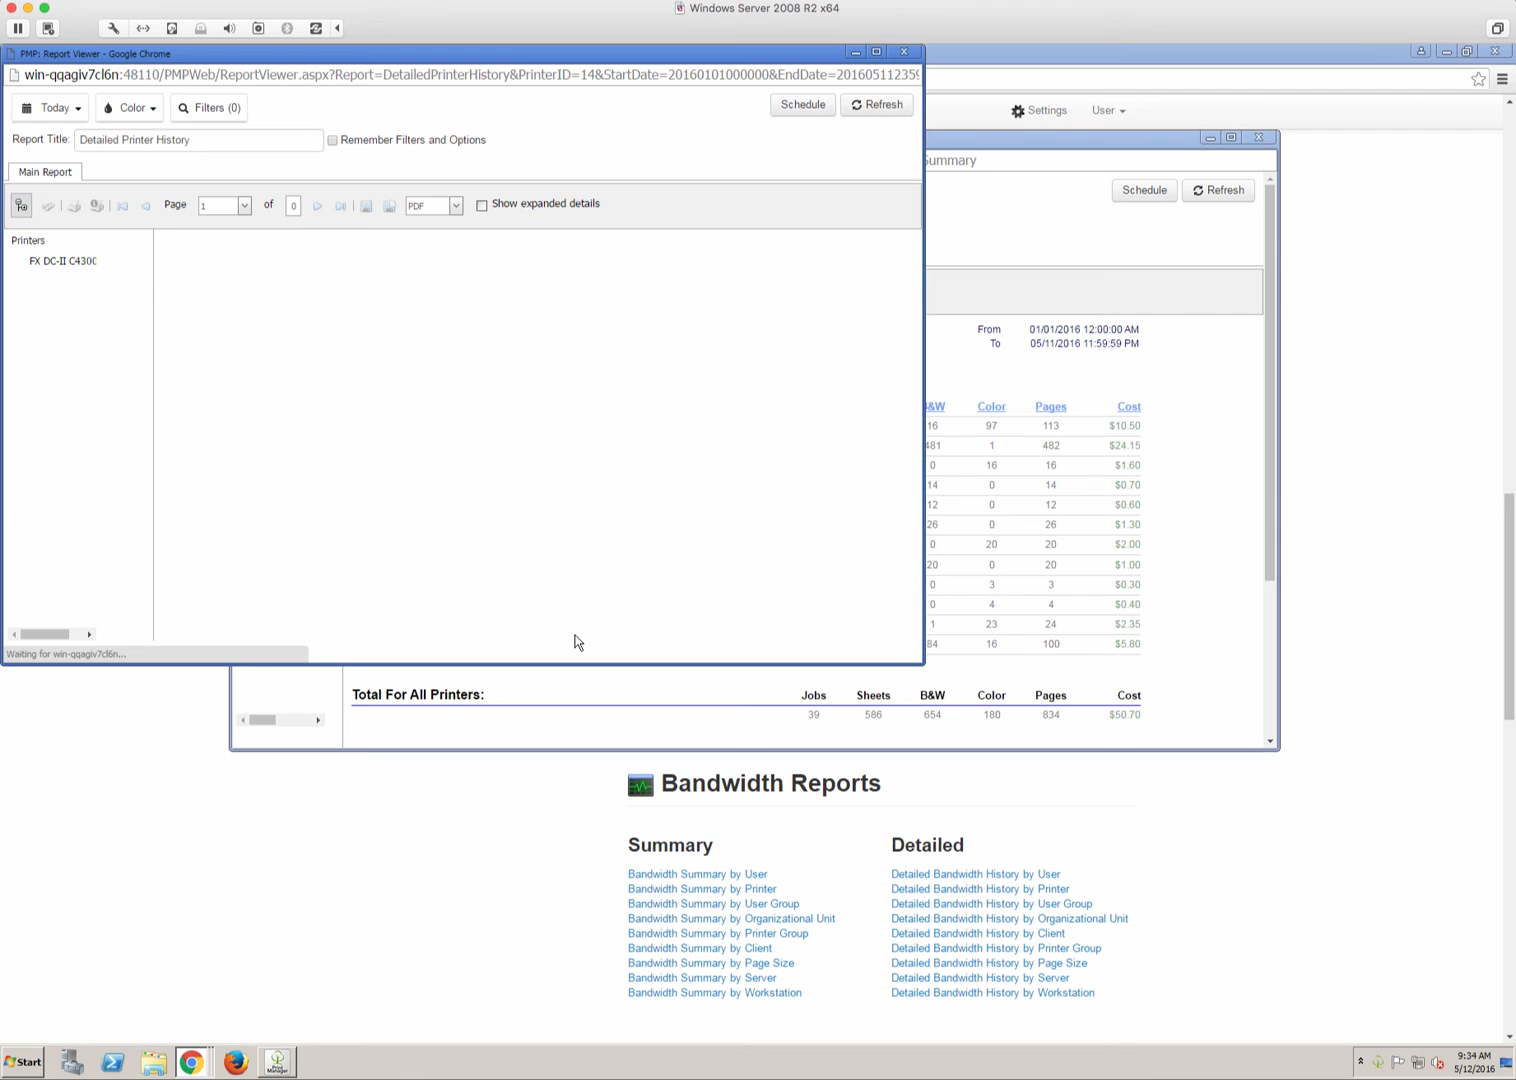 Windows Server 2008 R2 x64
PMP: Report Viewer - Google Chrome
win-qqagiv7cl6n:48110/PMPWeb/ReportViewer.aspx?Report=DetailedPrinterHistory&PrinterID=14&StartDate=20160101000000&EndDate=2016051123595
Today
Color
Filters (0)
Schedule
Refresh
Report Title:
Detailed Printer History
Remember Filters and Options
Main Report
Page
1
of
0
PDF
Show expanded details
Printers
FX DC-II C4300
Waiting for win-qqagiv7cl6n...
Settings
User
Summary
Schedule
Refresh
From 01/01/2016 12:00:00 AM
To 05/11/2016 11:59:59 PM
B&W Color Pages Cost
16 97 113 $10.50
481 1 482 $24.15
0 16 16 $1.60
14 0 14 $0.70
12 0 12 $0.60
26 0 26 $1.30
0 20 20 $2.00
20 0 20 $1.00
0 3 3 $0.30
0 4 4 $0.40
1 23 24 $2.35
84 16 100 $5.80
Total For All Printers: Jobs Sheets B&W Color Pages Cost
39 586 654 180 834 $50.70
Bandwidth Reports
Summary
Bandwidth Summary by User
Bandwidth Summary by Printer
Bandwidth Summary by User Group
Bandwidth Summary by Organizational Unit
Bandwidth Summary by Printer Group
Bandwidth Summary by Client
Bandwidth Summary by Page Size
Bandwidth Summary by Server
Bandwidth Summary by Workstation
Detailed
Detailed Bandwidth History by User
Detailed Bandwidth History by Printer
Detailed Bandwidth History by User Group
Detailed Bandwidth History by Organizational Unit
Detailed Bandwidth History by Client
Detailed Bandwidth History by Printer Group
Detailed Bandwidth History by Page Size
Detailed Bandwidth History by Server
Detailed Bandwidth History by Workstation
Start
9:34 AM
5/12/2016